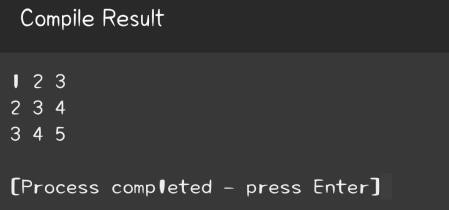 Compile Result
1 2 3
2 3 4
3 4 5
[Process completed - press Enter]